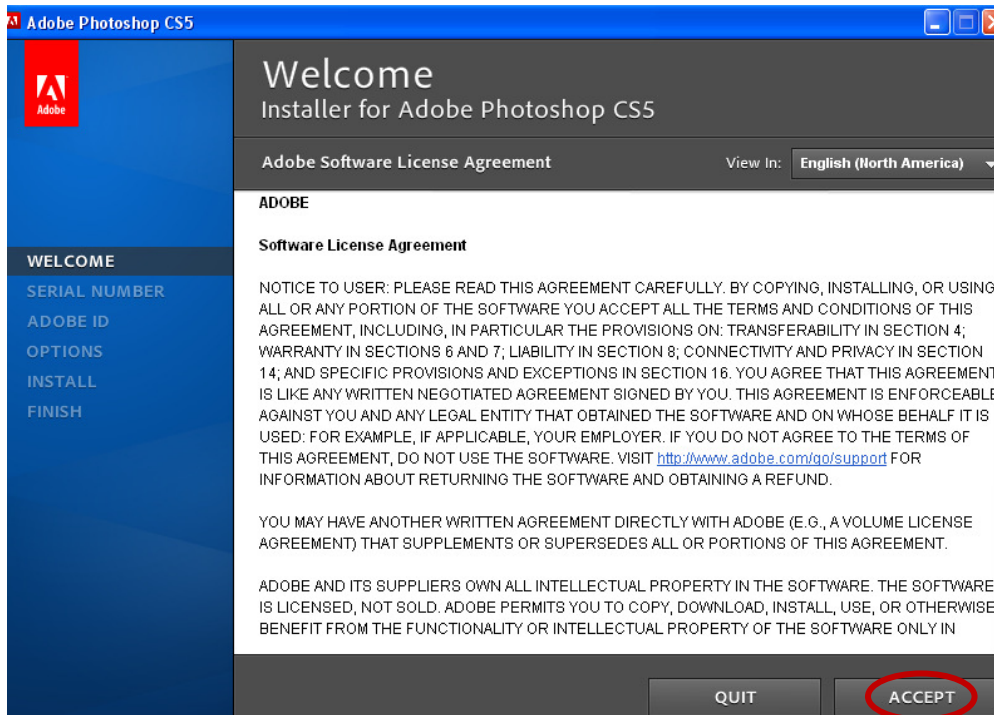 Adobe Photoshop CS5
Adobe
Welcome
Installer for Adobe Photoshop CS5
Adobe Software License Agreement
View In: English (North America)
WELCOME
SERIAL NUMBER
ADOBE ID
OPTIONS
INSTALL
FINISH
ADOBE
Software License Agreement
NOTICE TO USER: PLEASE READ THIS AGREEMENT CAREFULLY. BY COPYING, INSTALLING, OR USING
ALL OR ANY PORTION OF THE SOFTWARE YOU ACCEPT ALL THE TERMS AND CONDITIONS OF THIS
AGREEMENT, INCLUDING, IN PARTICULAR THE PROVISIONS ON: TRANSFERABILITY IN SECTION 4;
WARRANTY IN SECTIONS 6 AND 7; LIABILITY IN SECTION 8; CONNECTIVITY AND PRIVACY IN SECTION
14; AND SPECIFIC PROVISIONS AND EXCEPTIONS IN SECTION 16. YOU AGREE THAT THIS AGREEMENT
IS LIKE ANY WRITTEN NEGOTIATED AGREEMENT SIGNED BY YOU. THIS AGREEMENT IS ENFORCEABLE
AGAINST YOU AND ANY LEGAL ENTITY THAT OBTAINED THE SOFTWARE AND ON WHOSE BEHALF IT IS
USED: FOR EXAMPLE, IF APPLICABLE, YOUR EMPLOYER. IF YOU DO NOT AGREE TO THE TERMS OF
THIS AGREEMENT, DO NOT USE THE SOFTWARE. VISIT http://www.adobe.com/go/support FOR
INFORMATION ABOUT RETURNING THE SOFTWARE AND OBTAINING A REFUND.
YOU MAY HAVE ANOTHER WRITTEN AGREEMENT DIRECTLY WITH ADOBE (E.G., A VOLUME LICENSE
AGREEMENT) THAT SUPPLEMENTS OR SUPERSEDES ALL OR PORTIONS OF THIS AGREEMENT.
ADOBE AND ITS SUPPLIERS OWN ALL INTELLECTUAL PROPERTY IN THE SOFTWARE. THE SOFTWARE
IS LICENSED, NOT SOLD. ADOBE PERMITS YOU TO COPY, DOWNLOAD, INSTALL, USE, OR OTHERWISE
BENEFIT FROM THE FUNCTIONALITY OR INTELLECTUAL PROPERTY OF THE SOFTWARE ONLY IN
QUIT
ACCEPT